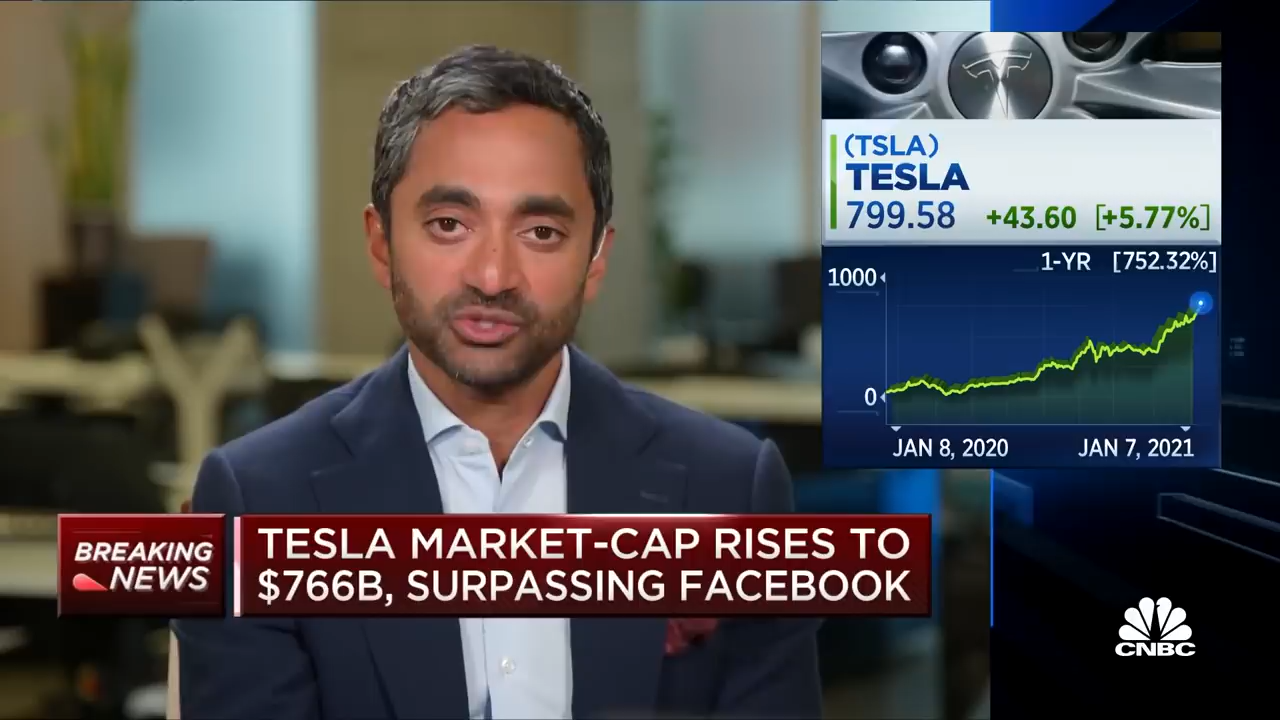 (TSLA)
TESLA
799.58 +43.60 [+5.77%]
1-YR [752.32%]
1000
0
JAN 8, 2020 JAN 7, 2021
BREAKING
NEWS
TESLA MARKET-CAP RISES TO
$766B, SURPASSING FACEBOOK
CNBC